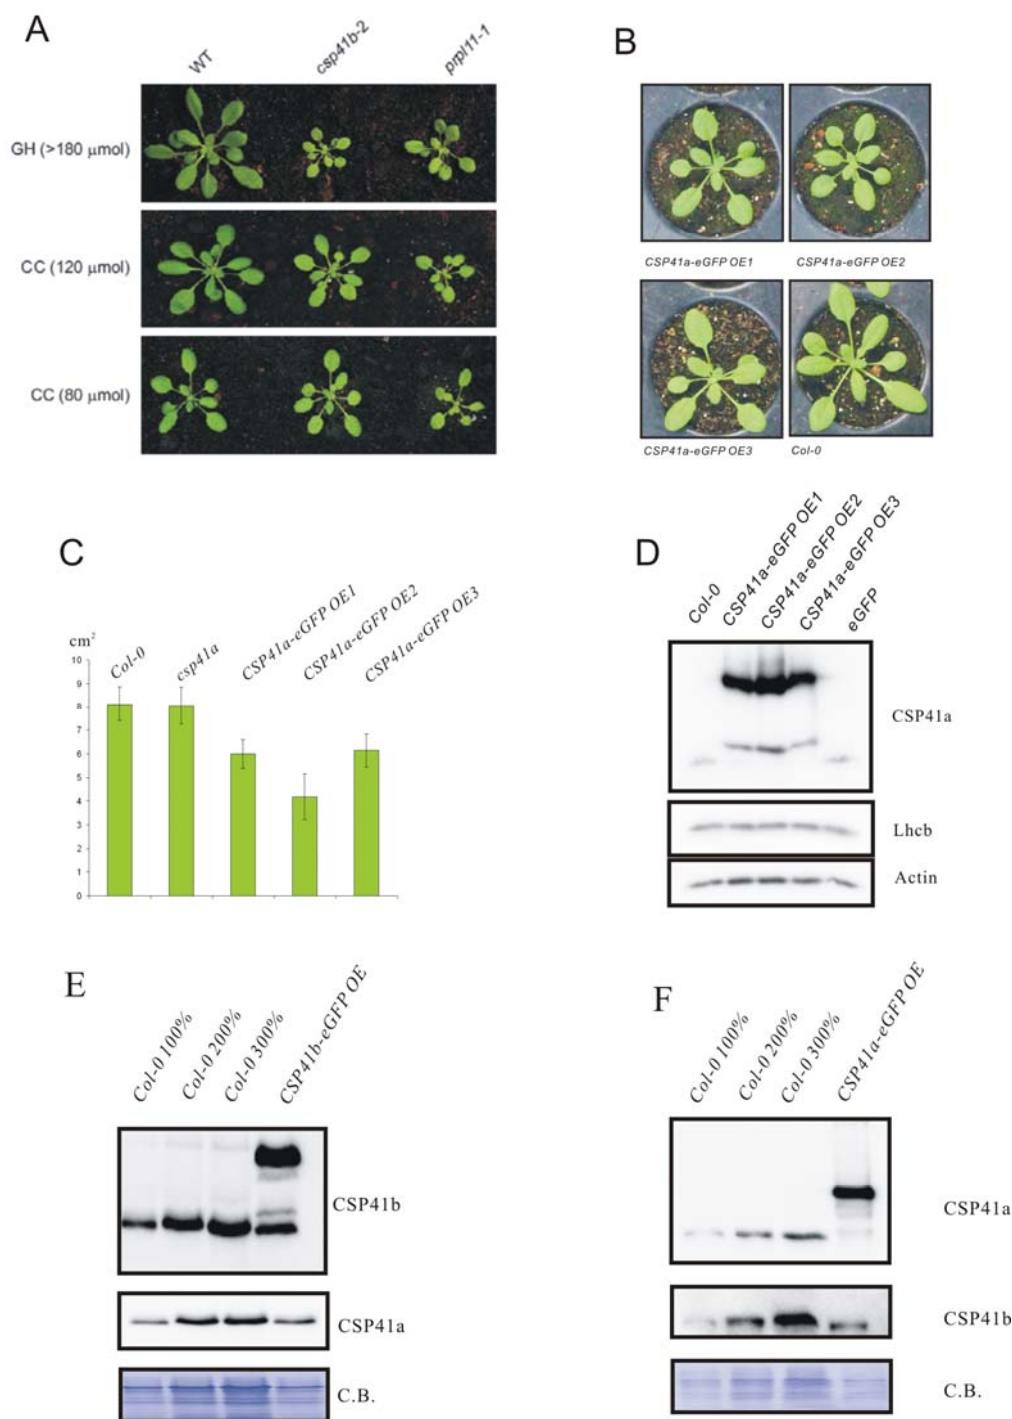 A
WT
csp41b-2
prpl11-1
GH (>180 µmol)
CC (120 µmol)
CC (80 µmol)
B
CSP41a-eGFP OE1
CSP41a-eGFP OE2
CSP41a-eGFP OE3
Col-0
C
cm²
10
9
8
7
6
5
4
3
2
1
0
Col-0
csp41a
CSP41a-eGFP OE1
CSP41a-eGFP OE2
CSP41a-eGFP OE3
D
Col-0
CSP41a-eGFP OE1
CSP41a-eGFP OE2
CSP41a-eGFP OE3
eGFP
CSP41a
Lhcb
Actin
E
Col-0 100%
Col-0 200%
Col-0 300%
CSP41b-eGFP OE
CSP41b
CSP41a
C.B.
F
Col-0 100%
Col-0 200%
Col-0 300%
CSP41a-eGFP OE
CSP41a
CSP41b
C.B.